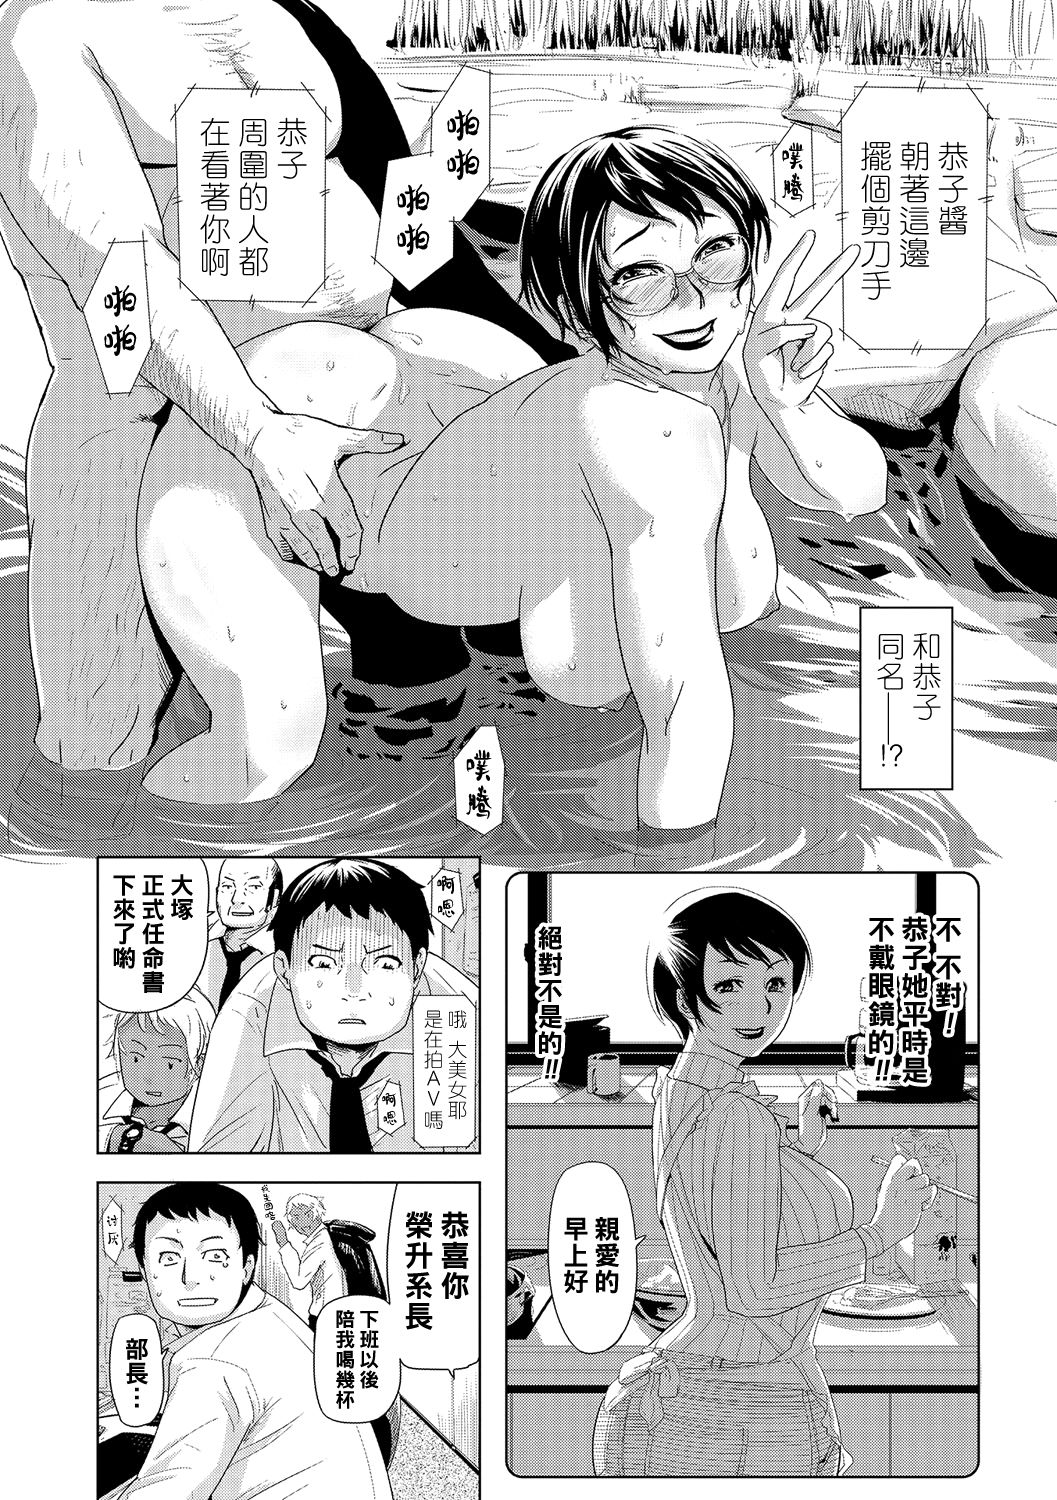 恭子醬
朝著這邊
擺個剪刀手
噗騰
啪啪
啪啪
恭子
周圍的人都
在看著你啊
啪啪
和恭子
同名——!?
噗騰
不 不對!
恭子她平時是
不戴眼鏡的!!
絕對不是的!!
親愛的
早上好
啊嗯
大塚
正式任命書
下來了喲
哦 大美女耶
是在拍AV嗎
啊嗯
恭喜你
榮升系長
下班以後
陪我喝幾杯
討厭
部長…